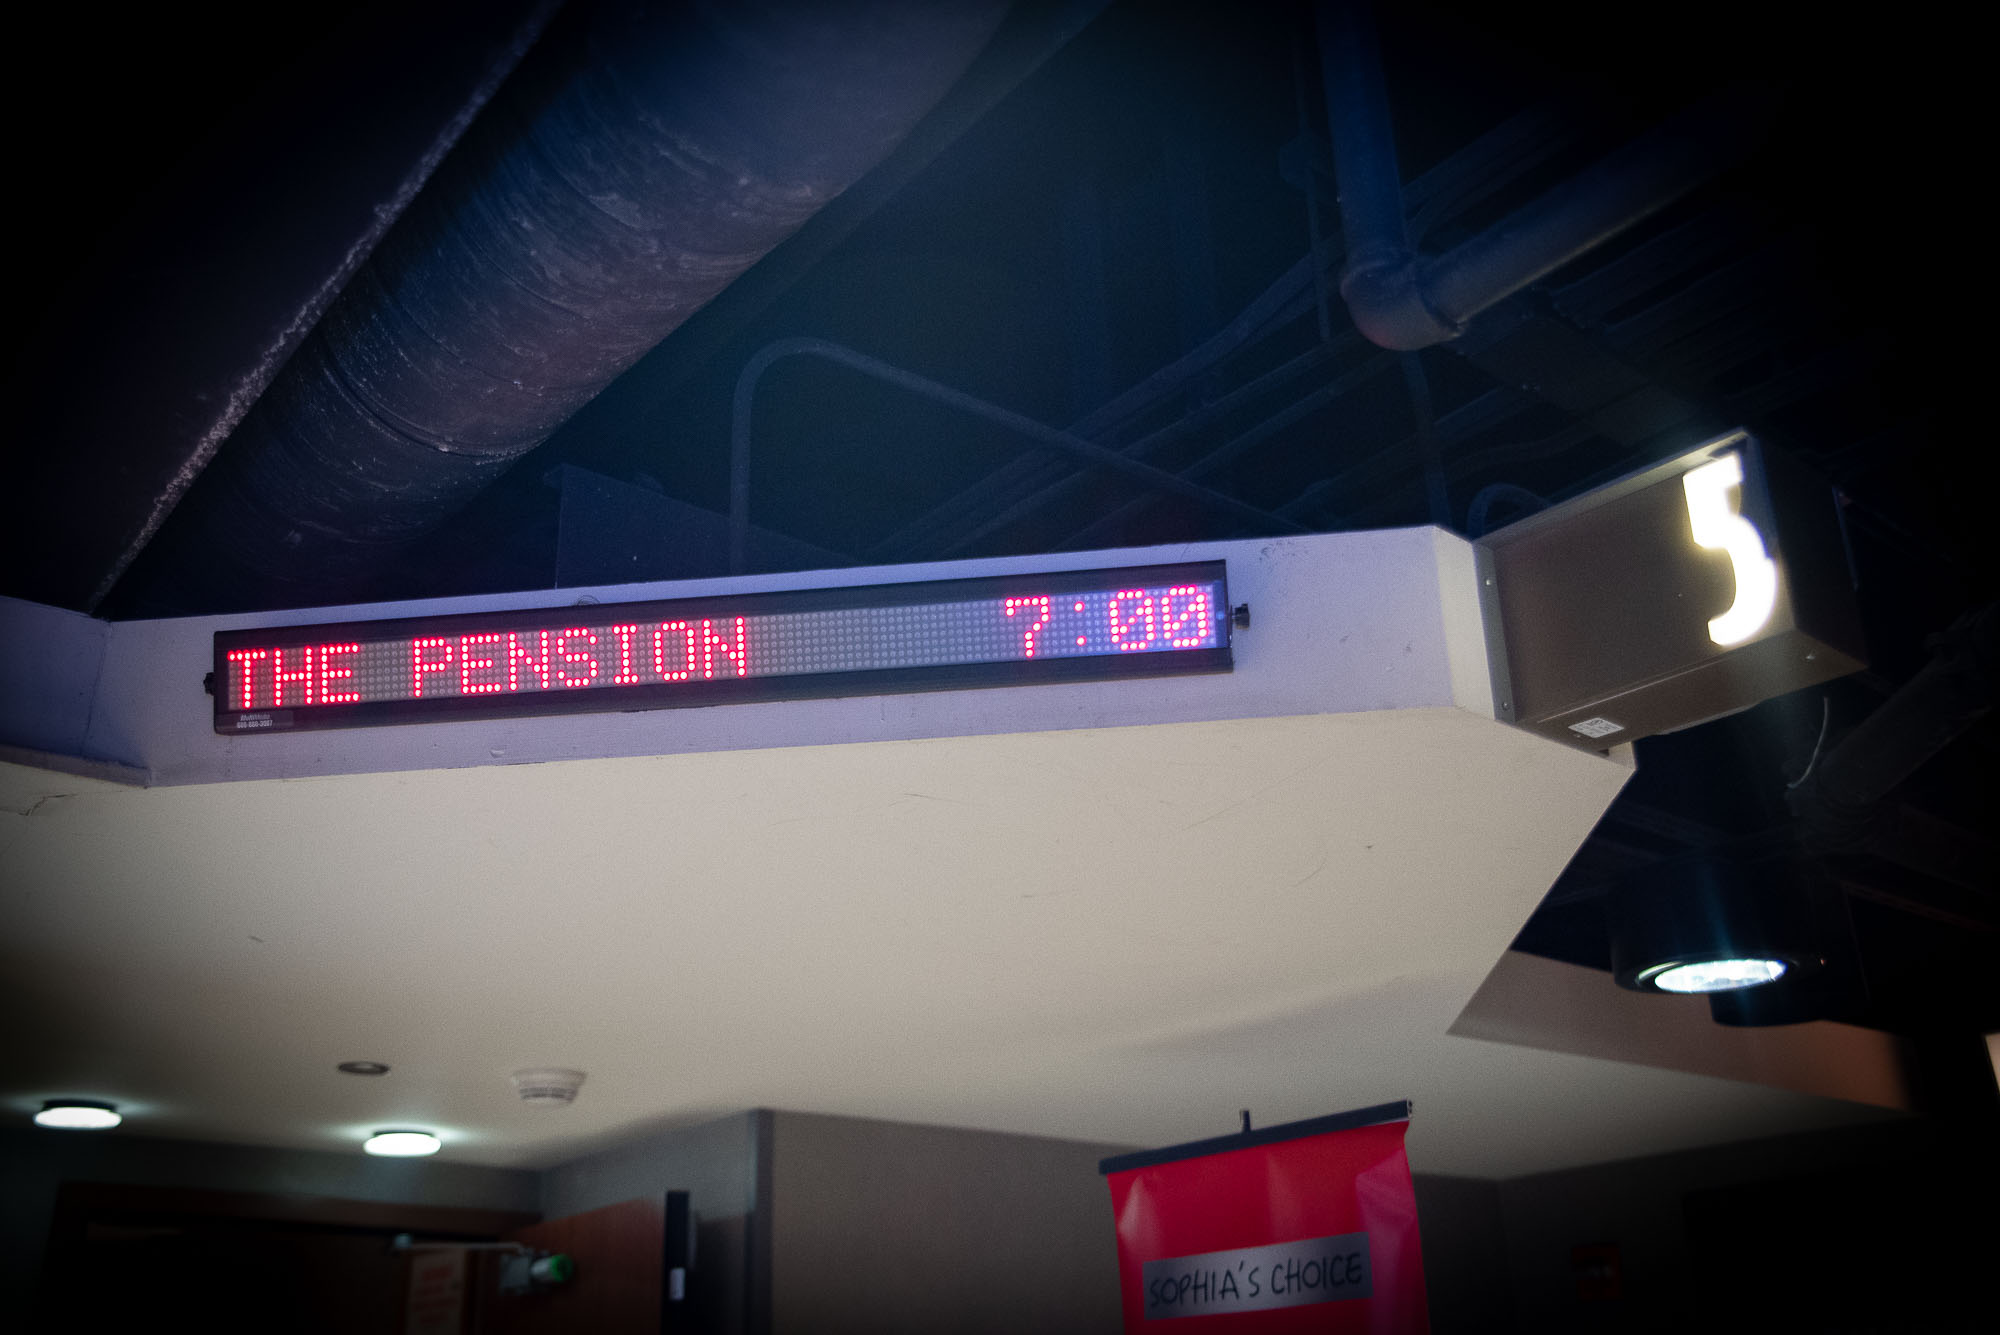 THE PENSION 7:00
5
SOPHIA'S CHOICE